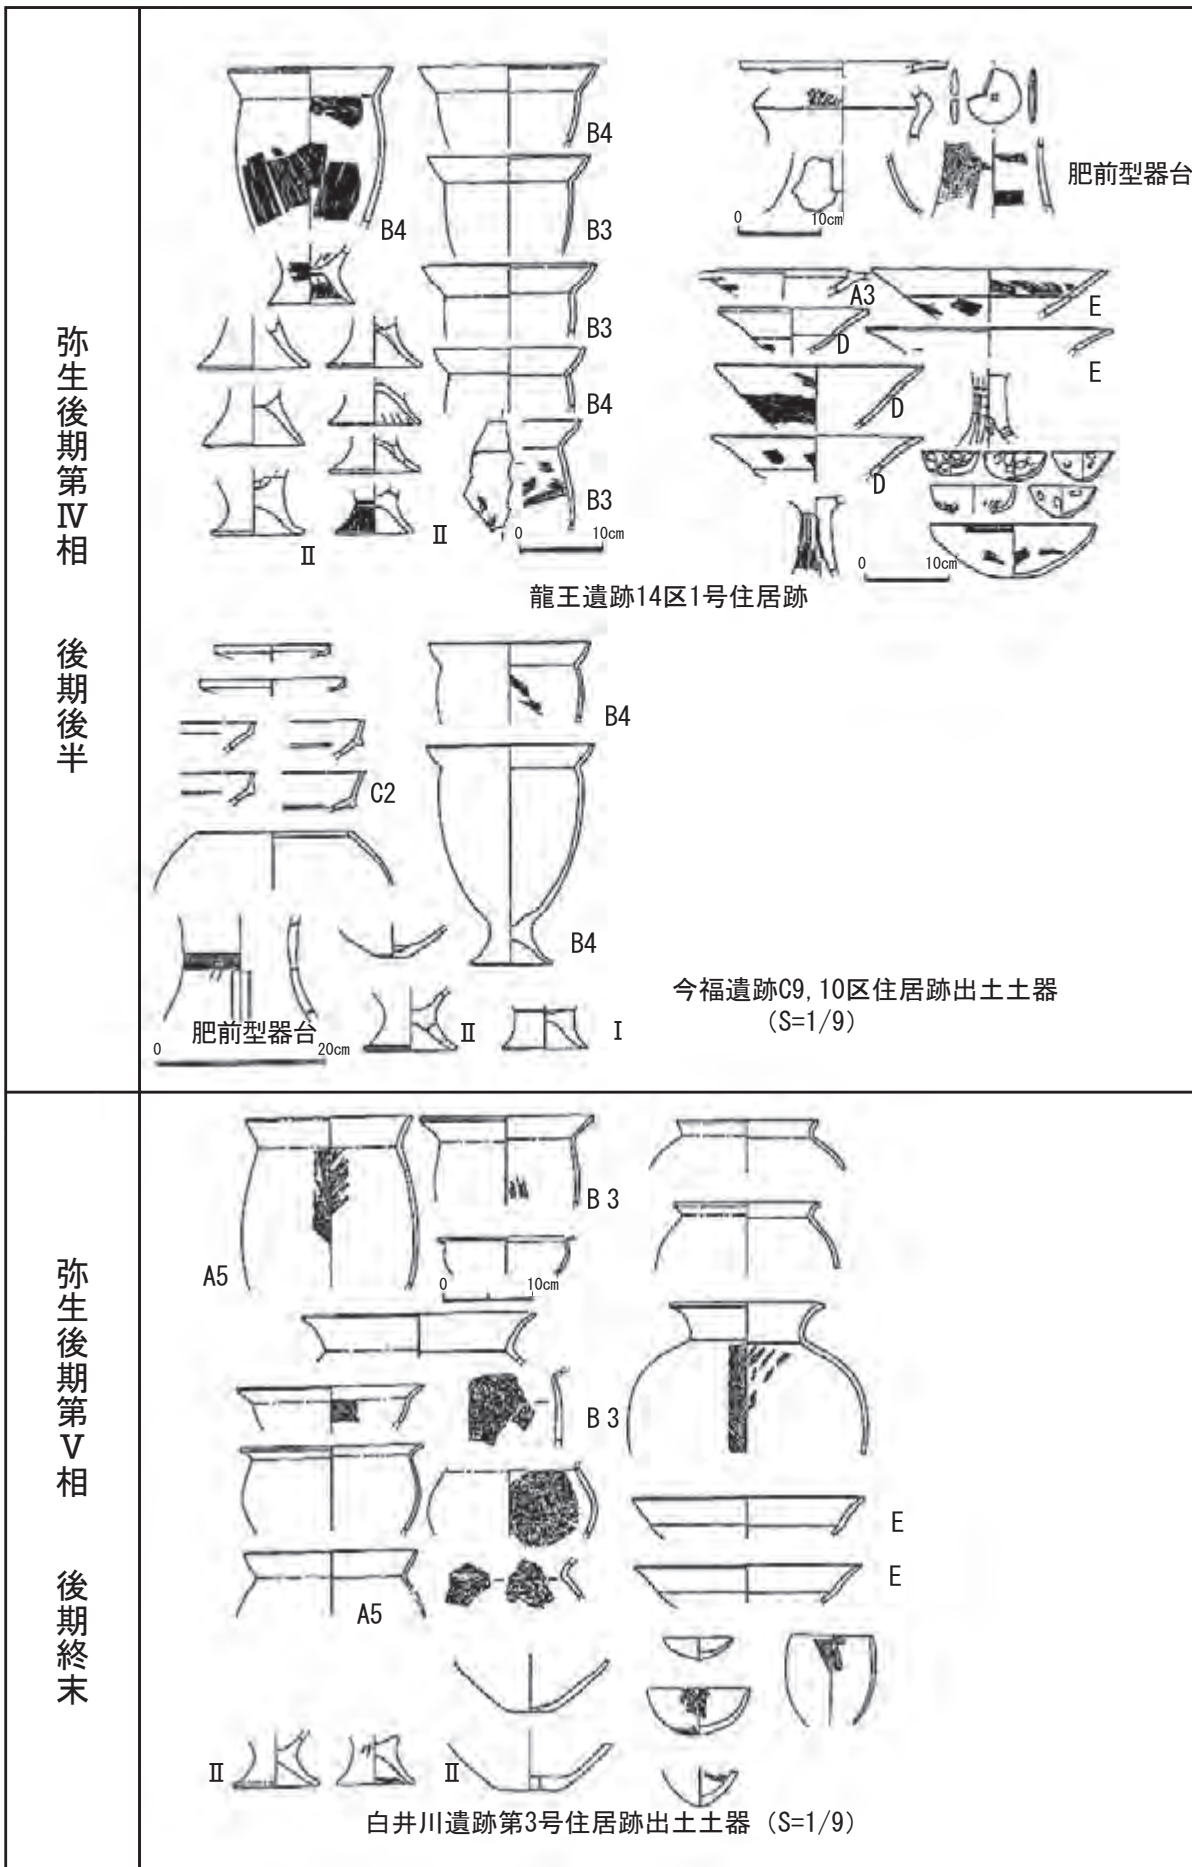 弥生後期第Ⅳ相　後期後半
B4
B4
B3
B3
B4
B3
Ⅱ
Ⅱ
0 10cm
肥前型器台
0 10cm
A3
E
D
E
D
D
0 10cm
龍王遺跡14区1号住居跡
C2
B4
B4
肥前型器台
0 20cm
Ⅱ
Ⅰ
今福遺跡C9, 10区住居跡出土土器
（S=1/9）
弥生後期第Ⅴ相　後期終末
A5
B 3
0 10cm
B 3
A5
E
E
Ⅱ
Ⅱ
白井川遺跡第3号住居跡出土土器（S=1/9）